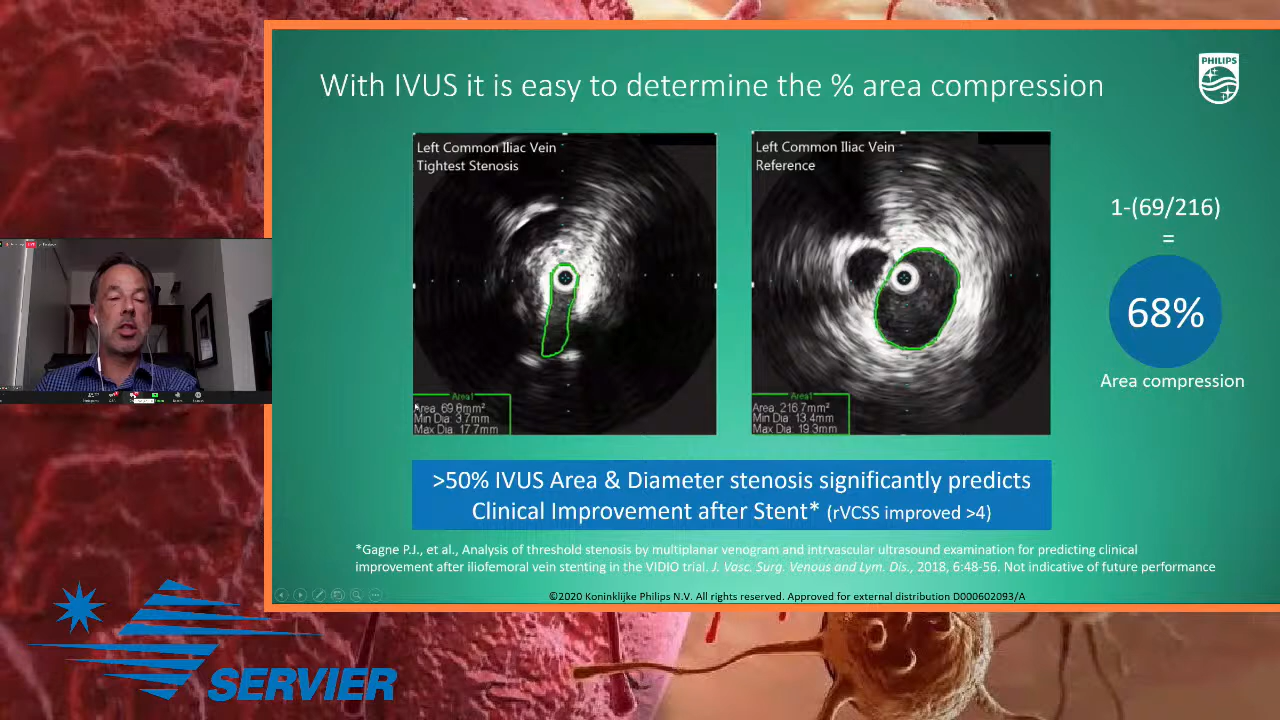 With IVUS it is easy to determine the % area compression
PHILIPS
Left Common Iliac Vein
Tightest Stenosis
Area1
Area: 69.8mm²
Min Dia: 3.7mm
Max Dia: 17.7mm
Left Common Iliac Vein
Reference
Area1
Area: 216.7mm²
Min Dia: 13.4mm
Max Dia: 19.3mm
1-(69/216)
=
68%
Area compression
>50% IVUS Area & Diameter stenosis significantly predicts
Clinical Improvement after Stent* (rVCSS improved >4)
*Gagne P.J., et al., Analysis of threshold stenosis by multiplanar venogram and intrvascular ultrasound examination for predicting clinical
improvement after iliofemoral vein stenting in the VIDIO trial. J. Vasc. Surg. Venous and Lym. Dis., 2018, 6:48-56. Not indicative of future performance
©2020 Koninklijke Philips N.V. All rights reserved. Approved for external distribution D000602093/A
SERVIER